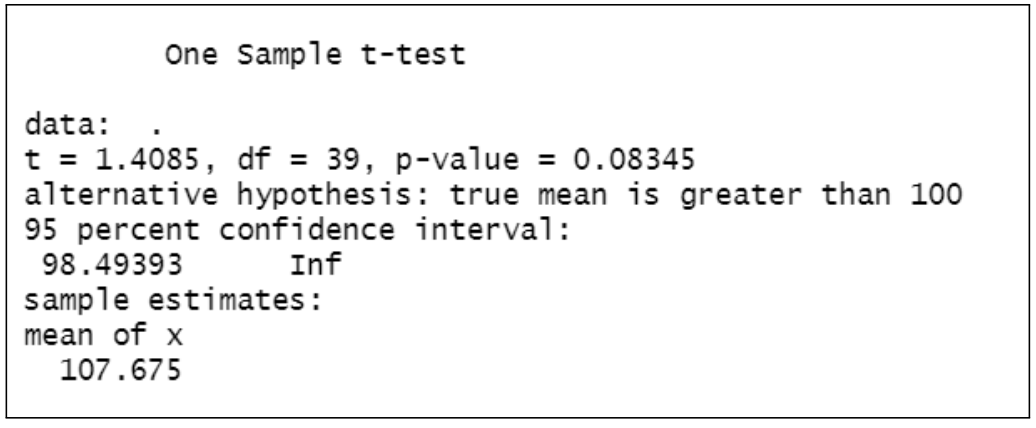 One Sample t-test
data:  .
t = 1.4085, df = 39, p-value = 0.08345
alternative hypothesis: true mean is greater than 100
95 percent confidence interval:
98.49393      Inf
sample estimates:
mean of x
107.675